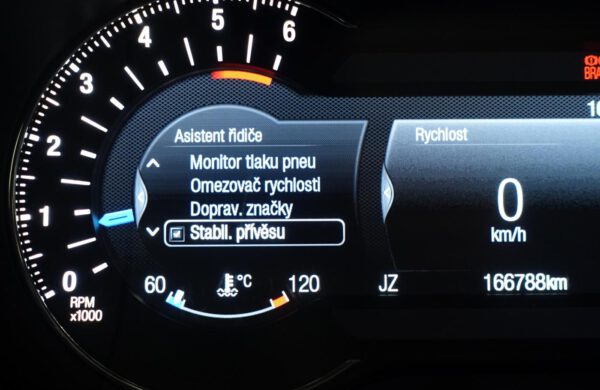 5
6
4
3
2
1
0
RPM
x1000
Asistent řidiče
Monitor tlaku pneu
Omezovač rychlosti
Doprav. značky
Stabil. přívěsu
60
°C
120
Rychlost
0
km/h
JZ
166788km